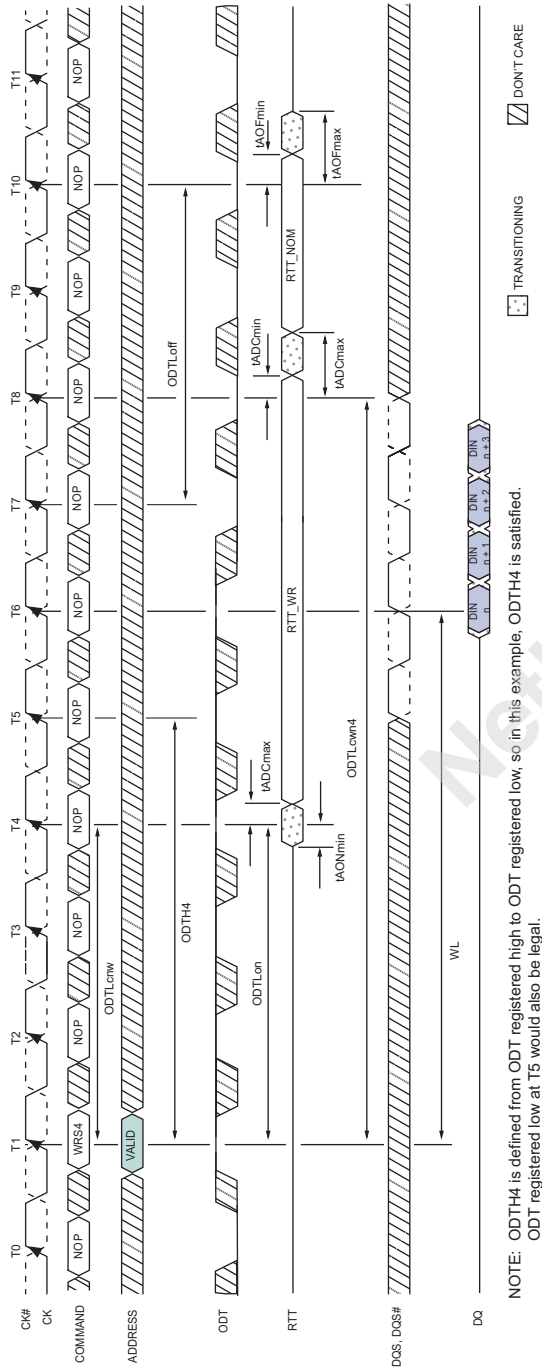 T0 T1 T2 T3 T4 T5 T6 T7 T8 T9 T10 T11
CK#
CK
COMMAND
NOP WRS4 NOP NOP NOP NOP NOP NOP NOP NOP NOP NOP
ODTLcnw
ADDRESS
VALID
ODTH4
ODTLoff
ODT
ODTLon
tADCmax
tADCmin
tAOFmin
RTT
RTT_WR
RTT_NOM
tAONmin
tADCmax
tAOFmax
ODTLcwn4
DQS, DQS#
WL
DQ
DIN n
DIN n + 1
DIN n + 2
DIN n + 3
TRANSITIONING
DON'T CARE
NOTE: ODTH4 is defined from ODT registered high to ODT registered low, so in this example, ODTH4 is satisfied.
ODT registered low at T5 would also be legal.